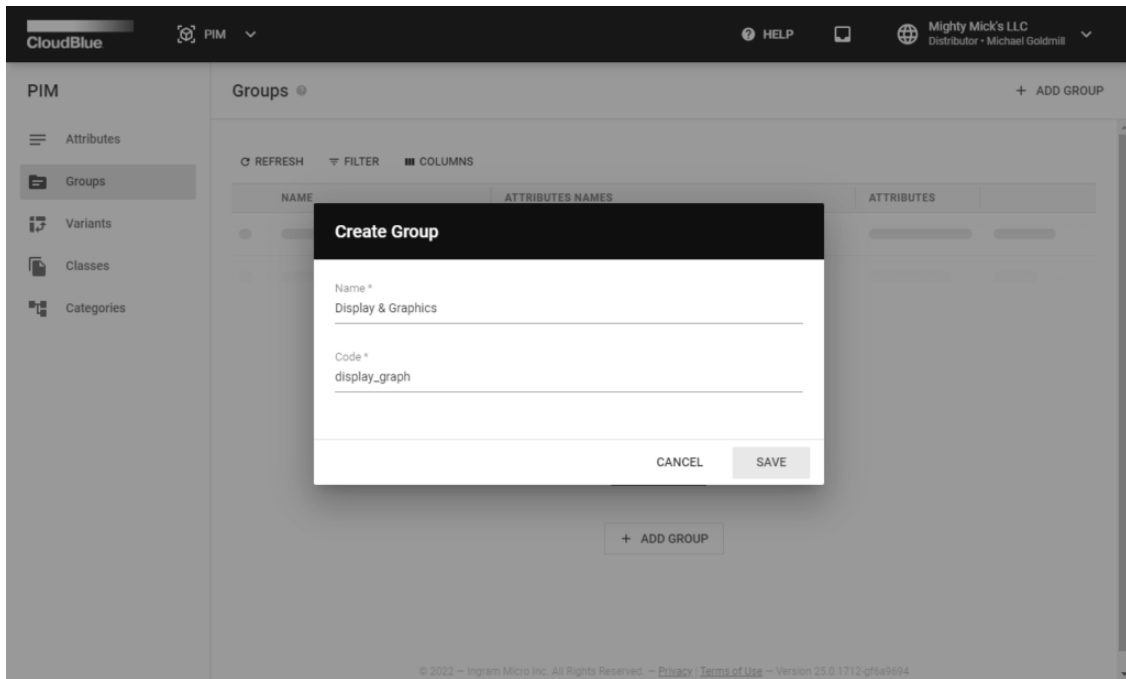 CloudBlue
PIM
HELP
Mighty Mick's LLC
Distributor • Michael Goldmill
PIM
Groups
+ ADD GROUP
Attributes
Groups
Variants
Classes
Categories
REFRESH FILTER COLUMNS
NAME ATTRIBUTES NAMES ATTRIBUTES
Create Group
Name *
Display & Graphics
Code *
display_graph
CANCEL SAVE
+ ADD GROUP
© 2022 – Ingram Micro Inc. All Rights Reserved. – Privacy | Terms of Use – Version 25.0.1712-gf6a9694